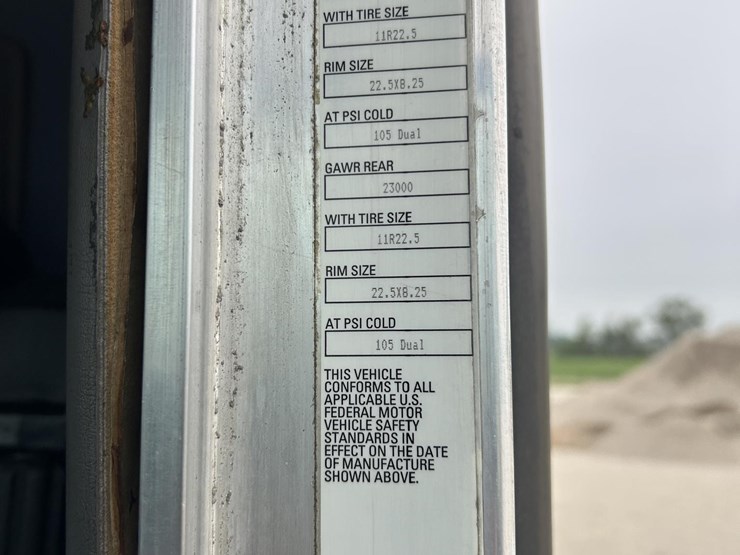 WITH TIRE SIZE
11R22.5
RIM SIZE
22.5X8.25
AT PSI COLD
105 Dual
GAWR REAR
23000
WITH TIRE SIZE
11R22.5
RIM SIZE
22.5X8.25
AT PSI COLD
105 Dual
THIS VEHICLE
CONFORMS TO ALL
APPLICABLE U.S.
FEDERAL MOTOR
VEHICLE SAFETY
STANDARDS IN
EFFECT ON THE DATE
OF MANUFACTURE
SHOWN ABOVE.